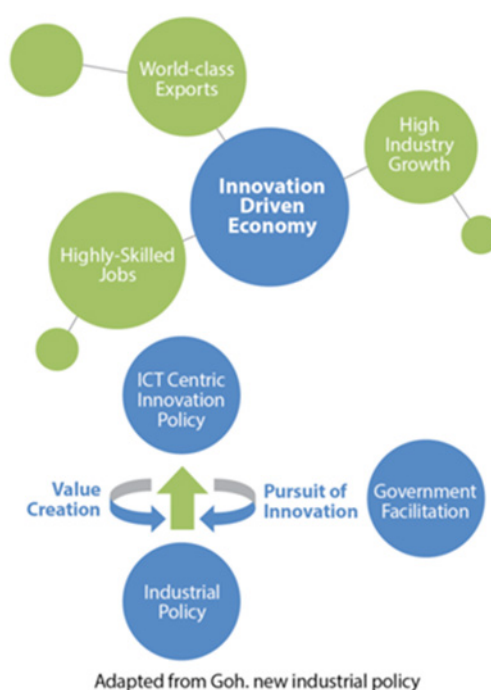 World-class
Exports
High
Industry
Growth
Innovation
Driven
Economy
Highly-Skilled
Jobs
ICT Centric
Innovation
Policy
Value
Creation
Pursuit of
Innovation
Government
Facilitation
Industrial
Policy
Adapted from Goh. new industrial policy